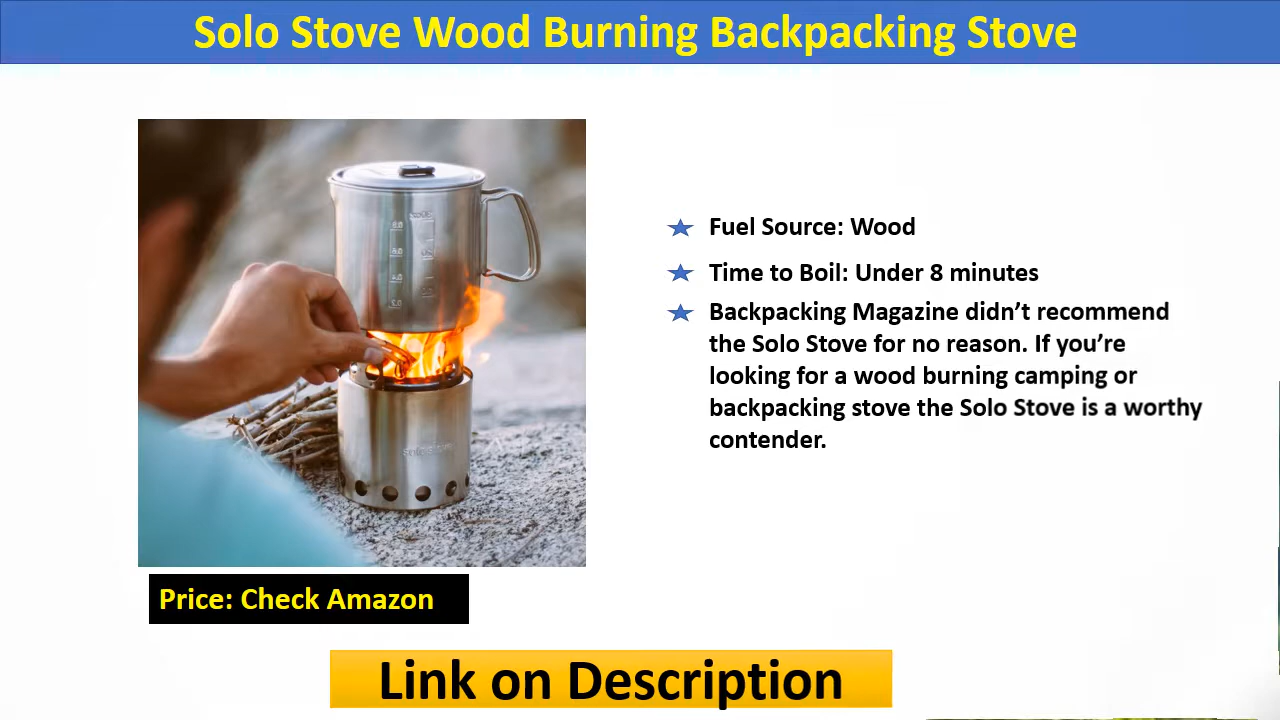 Solo Stove Wood Burning Backpacking Stove
Fuel Source: Wood
Time to Boil: Under 8 minutes
Backpacking Magazine didn’t recommend
the Solo Stove for no reason. If you’re
looking for a wood burning camping or
backpacking stove the Solo Stove is a worthy
contender.
Price: Check Amazon
Link on Description